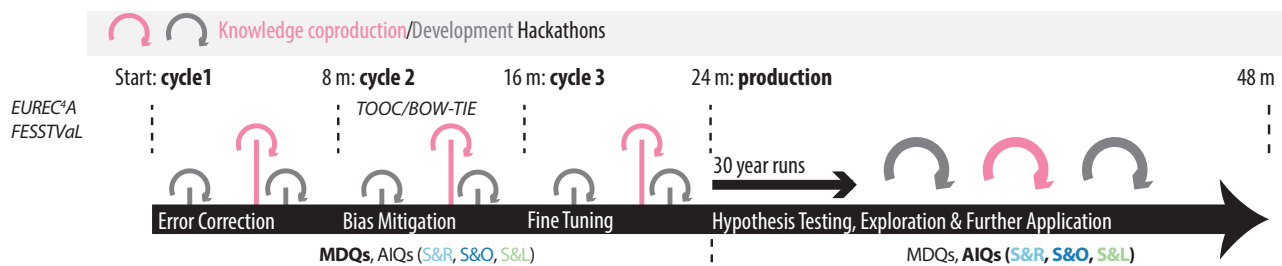 Knowledge coproduction/Development Hackathons
Start: cycle1
8 m: cycle 2
16 m: cycle 3
24 m: production
48 m
EUREC⁴A
FESSTVaL
TOOC/BOW-TIE
30 year runs
Error Correction
Bias Mitigation
Fine Tuning
Hypothesis Testing, Exploration & Further Application
MDQs, AIQs (S&R, S&O, S&L)
MDQs, AIQs (S&R, S&O, S&L)